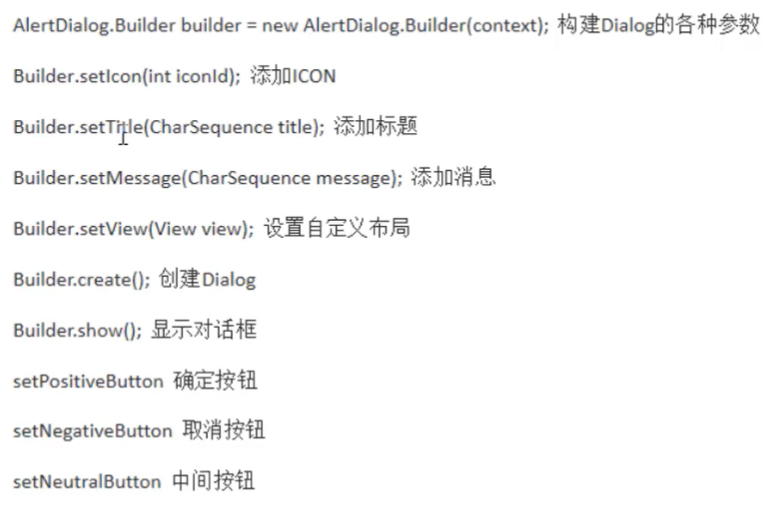 AlertDialog.Builder builder = new AlertDialog.Builder(context); 构建Dialog的各种参数
Builder.setIcon(int iconId); 添加ICON
Builder.setTitle(CharSequence title); 添加标题
Builder.setMessage(CharSequence message); 添加消息
Builder.setView(View view); 设置自定义布局
Builder.create(); 创建Dialog
Builder.show(); 显示对话框
setPositiveButton 确定按钮
setNegativeButton 取消按钮
setNeutralButton 中间按钮